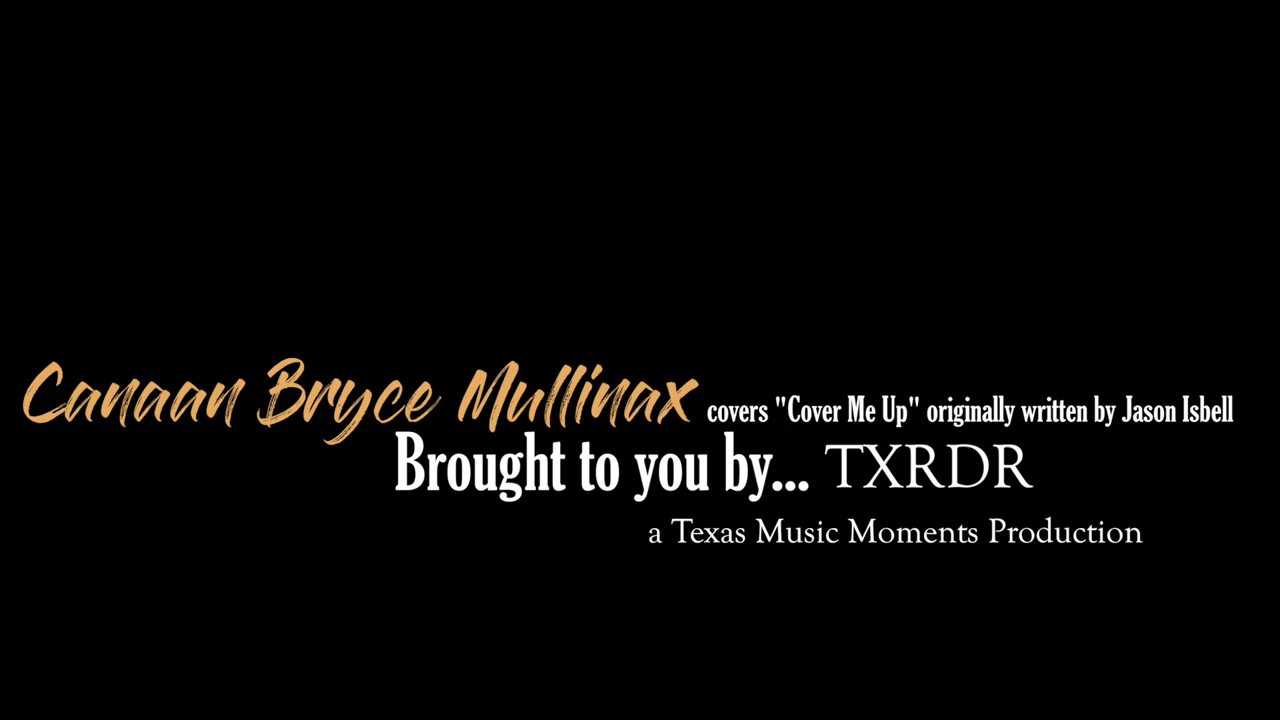 Canaan Bryce Mullinax covers "Cover Me Up" originally written by Jason Isbell
Brought to you by... TXRDR
a Texas Music Moments Production